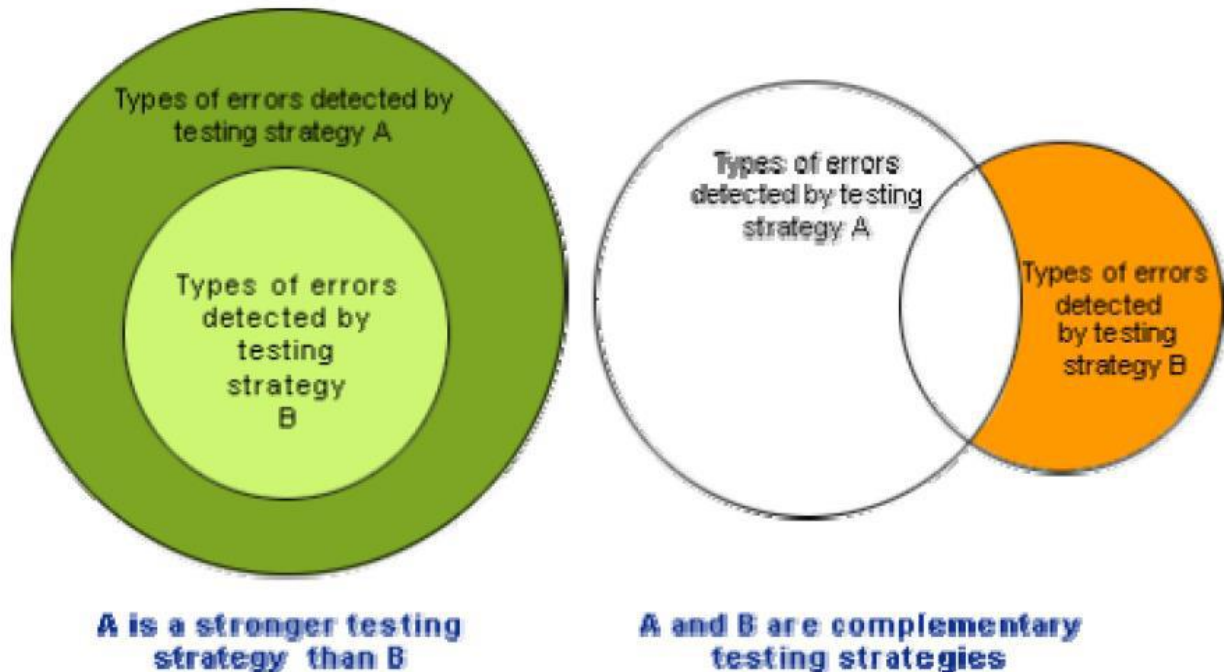 Types of errors detected by
testing strategy A
Types of errors
detected by
testing
strategy
B
A is a stronger testing
strategy than B
Types of errors
detected by testing
strategy A
Types of errors
detected
by testing
strategy B
A and B are complementary
testing strategies